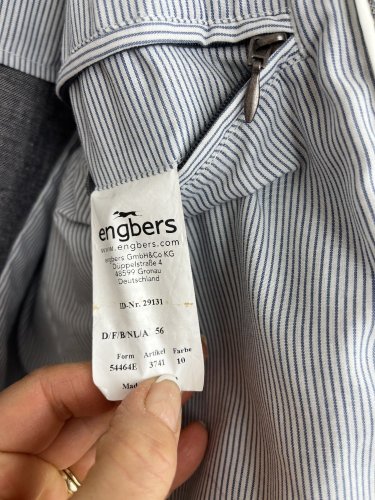 engbers
www.engbers.com
engbers GmbH&Co KG
Düppelstraße 4
48599 Gronau
Deutschland
ID-Nr. 29131
D/F/B/NL/A 56
Form Artikel Farbe
54464E 3741 10
Mad